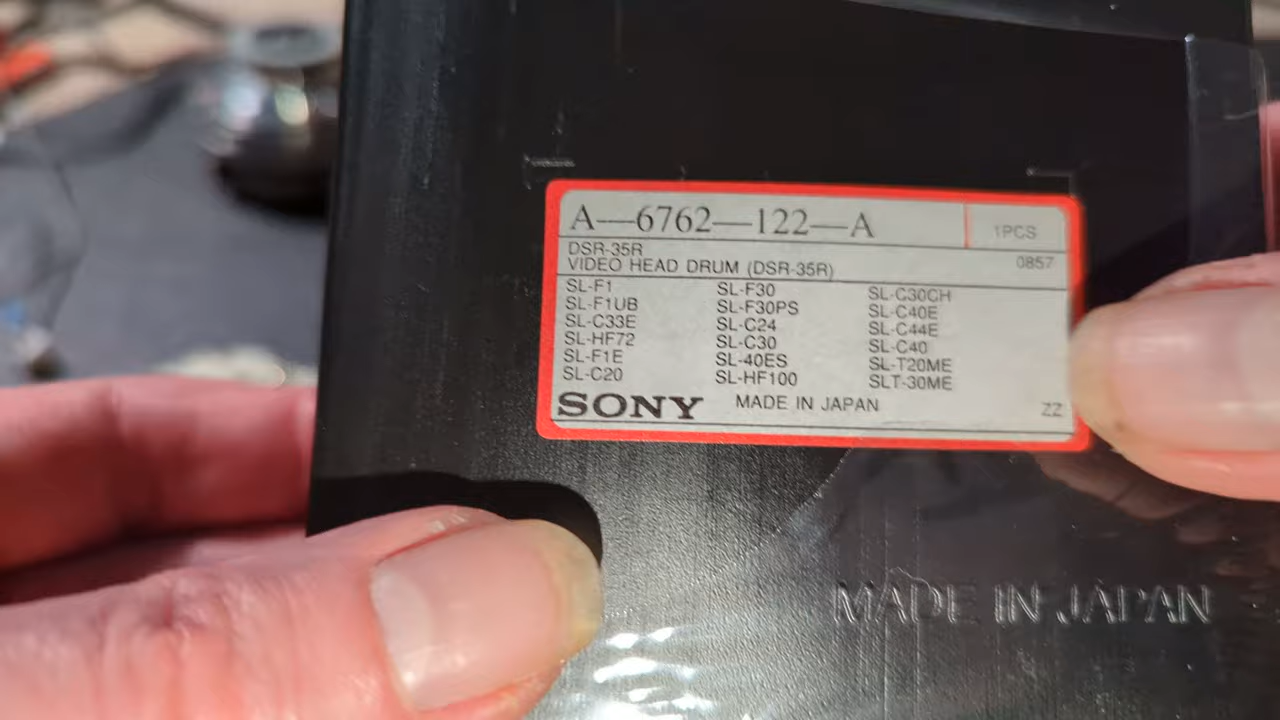 A—6762—122—A
1PCS
DSR-35R
0857
VIDEO HEAD DRUM (DSR-35R)
SL-F1 SL-F30 SL-C30CH
SL-F1UB SL-F30PS SL-C40E
SL-C33E SL-C24 SL-C44E
SL-HF72 SL-C30 SL-C40
SL-F1E SL-40ES SL-T20ME
SL-C20 SL-HF100 SLT-30ME
SONY MADE IN JAPAN ZZ
MADE IN JAPAN